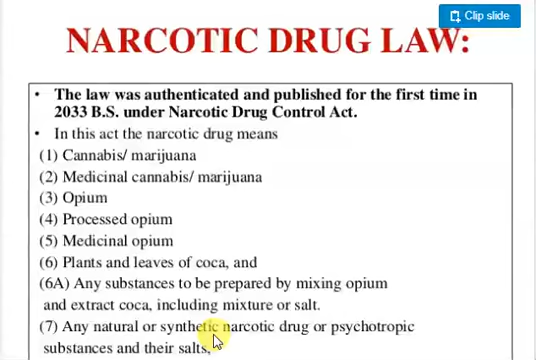 Clip slide
NARCOTIC DRUG LAW:
• The law was authenticated and published for the first time in
2033 B.S. under Narcotic Drug Control Act.
• In this act the narcotic drug means
(1) Cannabis/ marijuana
(2) Medicinal cannabis/ marijuana
(3) Opium
(4) Processed opium
(5) Medicinal opium
(6) Plants and leaves of coca, and
(6A) Any substances to be prepared by mixing opium
and extract coca, including mixture or salt.
(7) Any natural or synthetic narcotic drug or psychotropic
substances and their salts,